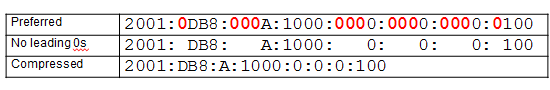 Preferred 2001:0DB8:000A:1000:0000:0000:0000:0100
No leading 0s 2001: DB8:   A:1000:   0:   0:   0: 100
Compressed 2001:DB8:A:1000:0:0:0:100